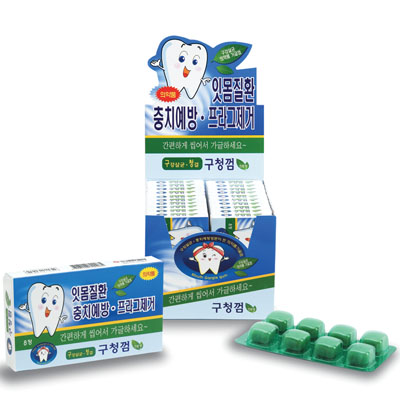 의약품
잇몸질환
충치예방·프라그제거
간편하게 씹어서 가글하세요~
구강살균·청결
구청껌
Mouth Gargle gum
의약품
잇몸질환
충치예방·프라그제거
간편하게 씹어서 가글하세요~
구강살균·청결
구청껌